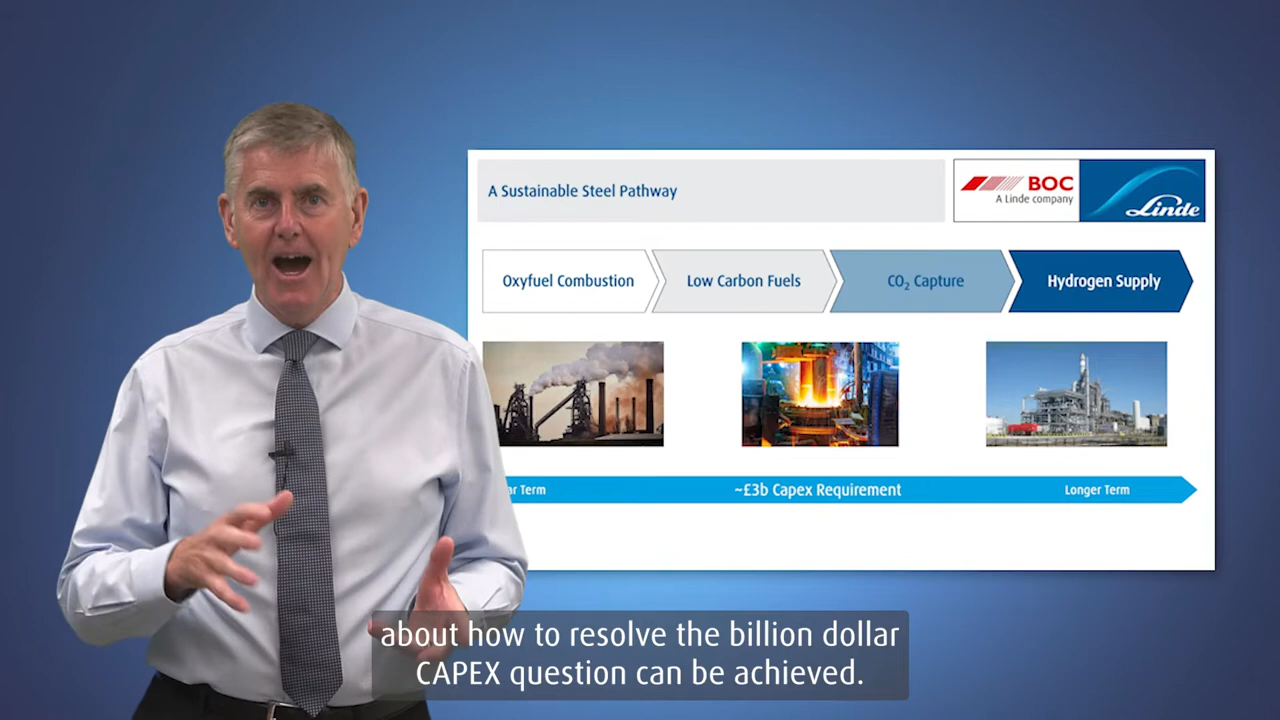 A Sustainable Steel Pathway
BOC
A Linde company
Linde
Oxyfuel Combustion
Low Carbon Fuels
CO₂ Capture
Hydrogen Supply
Term
~£3b Capex Requirement
Longer Term
about how to resolve the billion dollar
CAPEX question can be achieved.